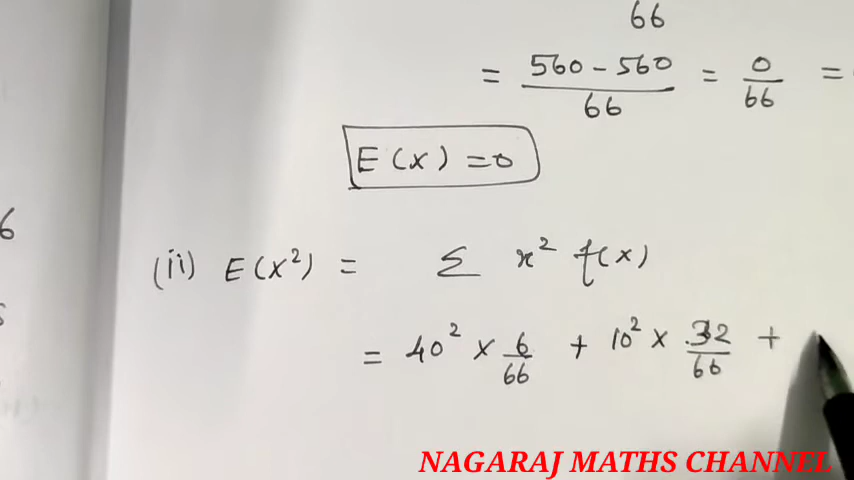 66
= 560 - 560 / 66 = 0 / 66 =
E(X) = 0
6
(ii) E(X²) = Σ x² f(x)
= 40² × 6/66 + 10² × 32/66 +
NAGARAJ MATHS CHANNEL